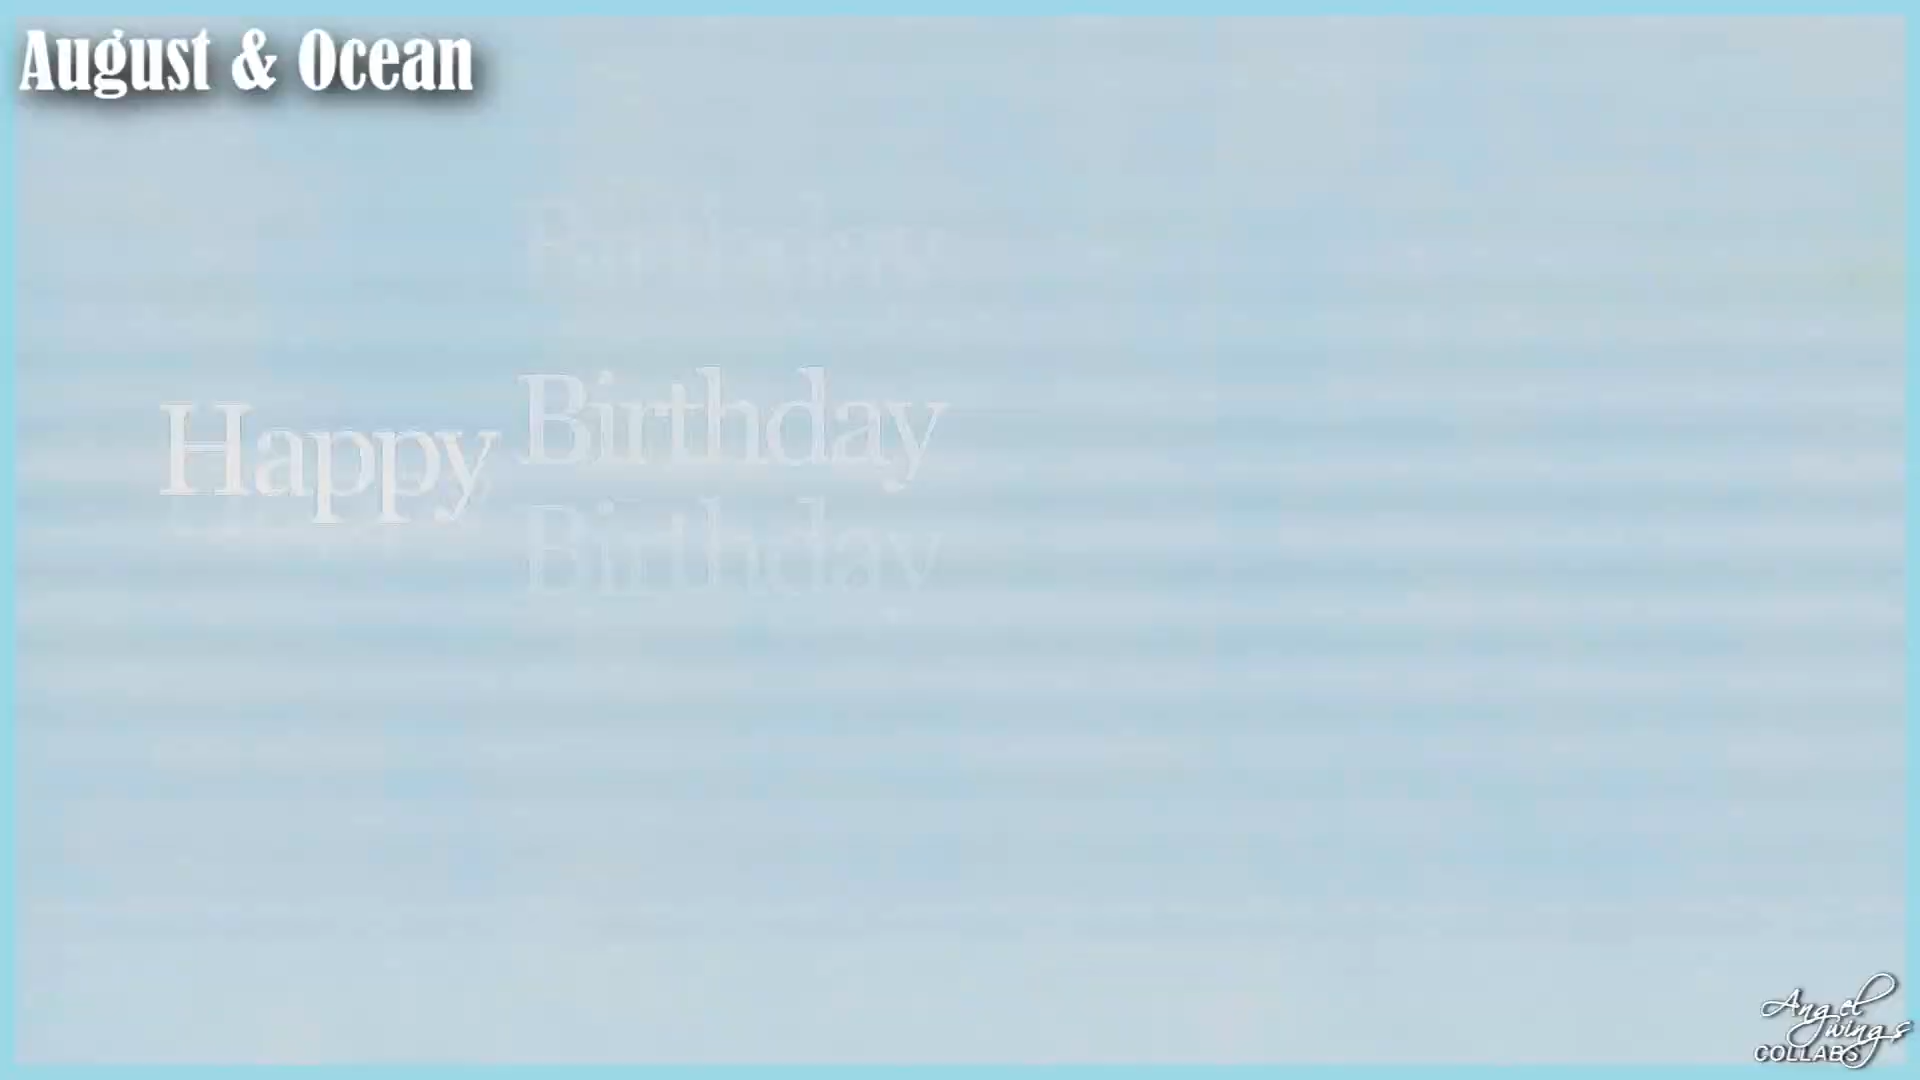 August & Ocean
Birthday
Happy Birthday
Birthday
Angel
wings
COLLABS